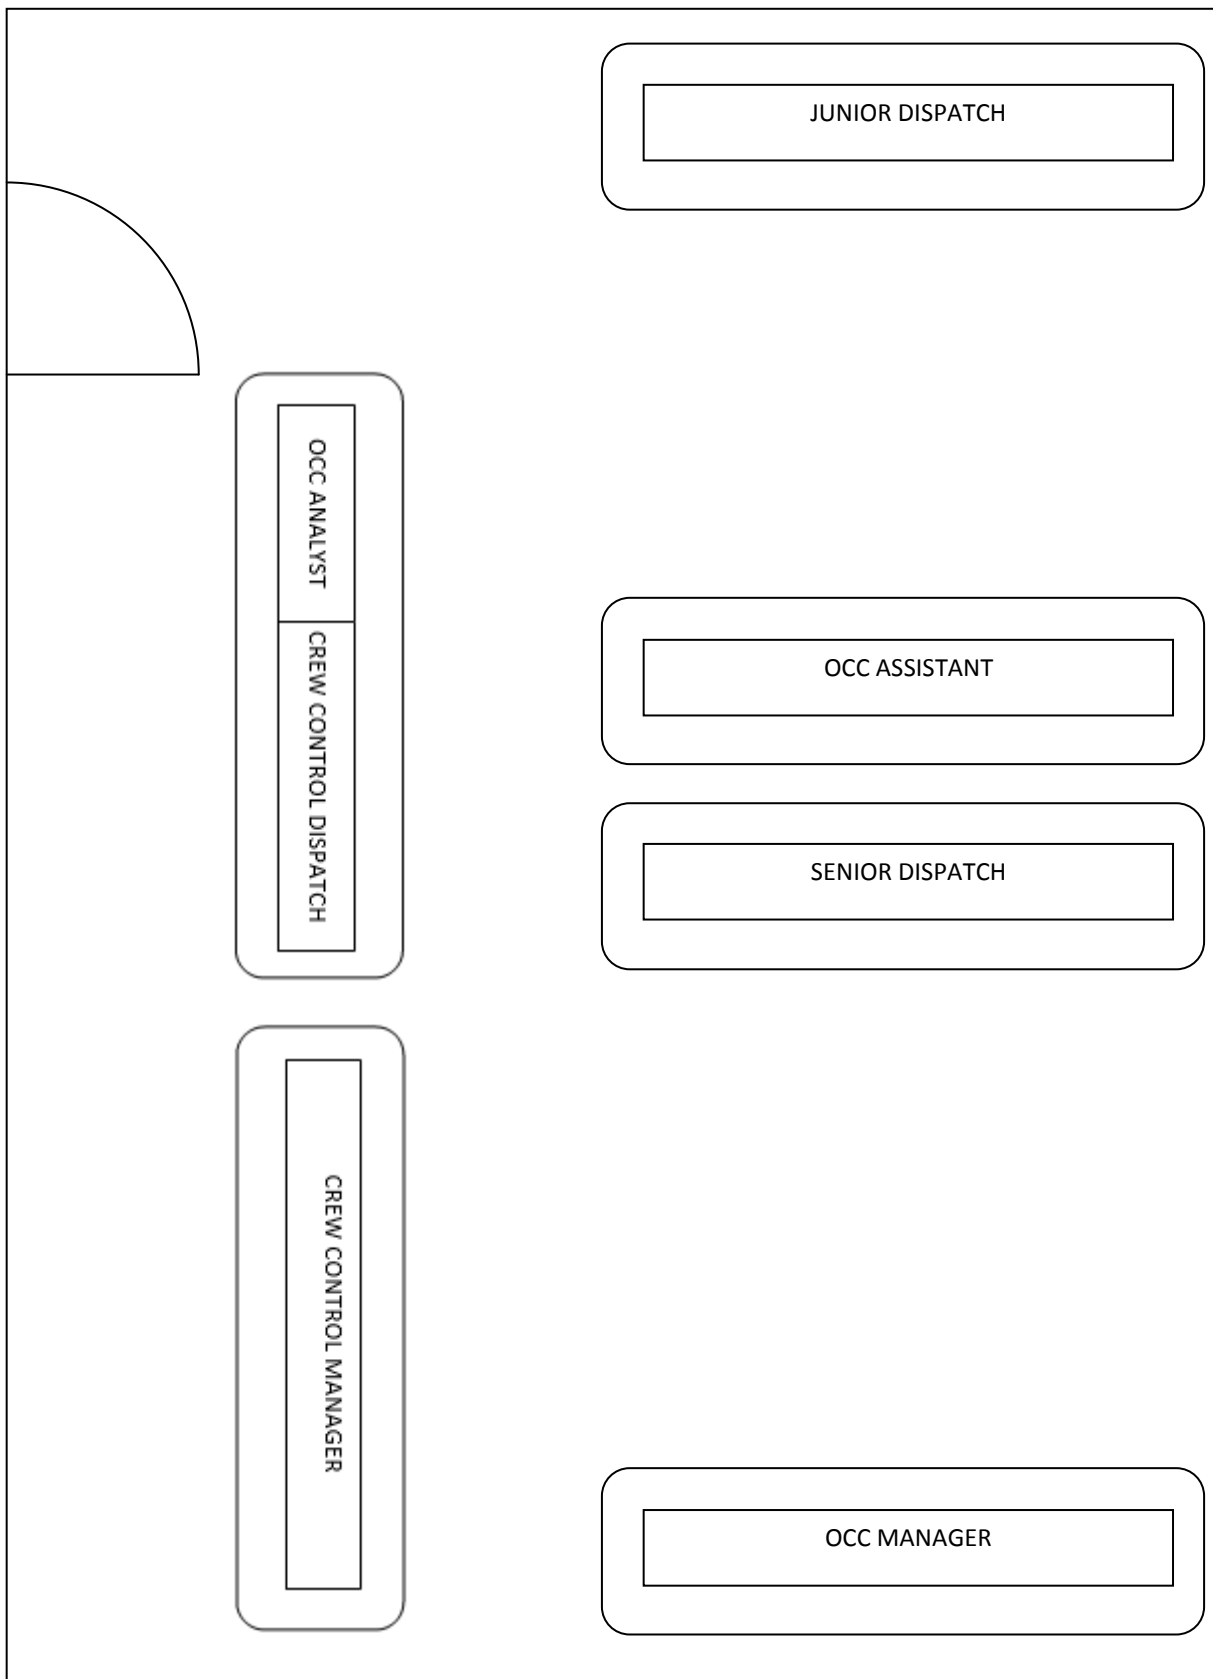 JUNIOR DISPATCH
OCC ANALYST
CREW CONTROL DISPATCH
OCC ASSISTANT
SENIOR DISPATCH
CREW CONTROL MANAGER
OCC MANAGER